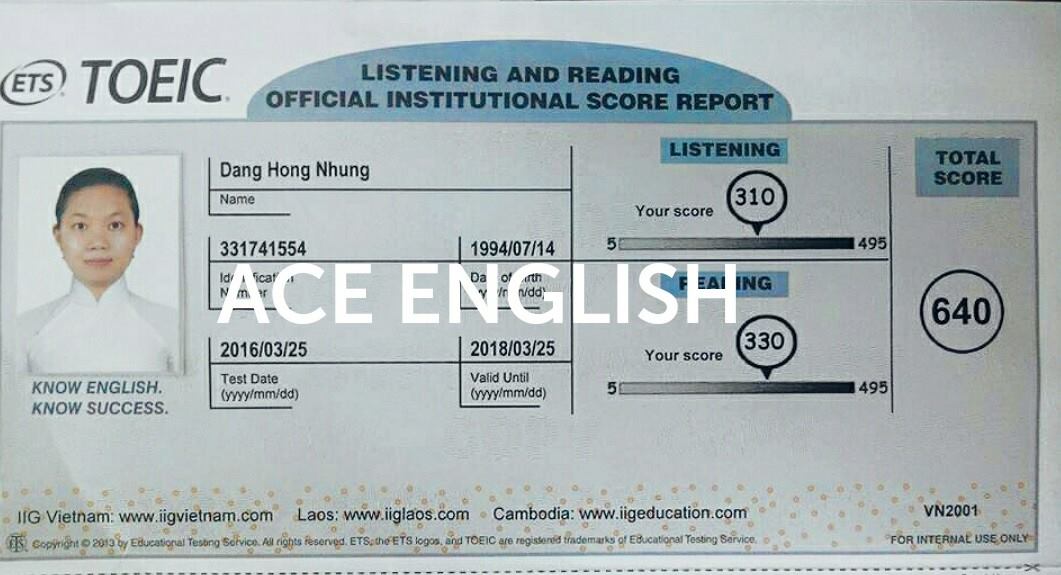 ETS TOEIC
LISTENING AND READING
OFFICIAL INSTITUTIONAL SCORE REPORT
Dang Hong Nhung
Name
331741554
Identification
Number
1994/07/14
Date of Birth
(yyyy/mm/dd)
2016/03/25
Test Date
(yyyy/mm/dd)
2018/03/25
Valid Until
(yyyy/mm/dd)
KNOW ENGLISH.
KNOW SUCCESS.
LISTENING
Your score 310
5 495
READING
Your score 330
5 495
TOTAL
SCORE
640
ACE ENGLISH
IIG Vietnam: www.iigvietnam.com Laos: www.iiglaos.com Cambodia: www.iigeducation.com VN2001
Copyright © 2013 by Educational Testing Service. All rights reserved. ETS, the ETS logos, and TOEIC are registered trademarks of Educational Testing Service. FOR INTERNAL USE ONLY